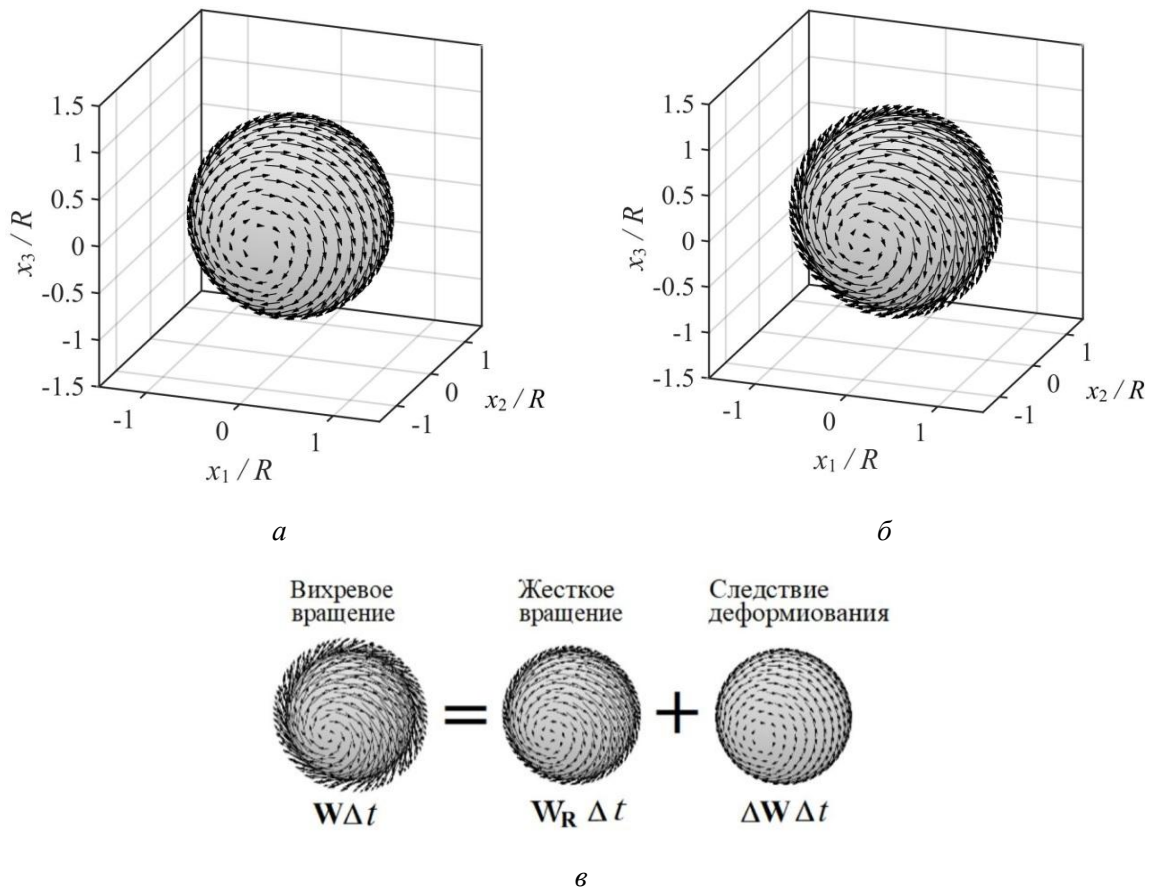 1.5
1
0.5
0
-0.5
-1
-1.5
x3 / R
-1
0
1
x1 / R
-1
0
1
x2 / R
а
1.5
1
0.5
0
-0.5
-1
-1.5
x3 / R
-1
0
1
x1 / R
-1
0
1
x2 / R
б
Вихревое
вращение
Жесткое
вращение
Следствие
деформиования
=
+
WΔt
WR Δt
ΔW Δt
в